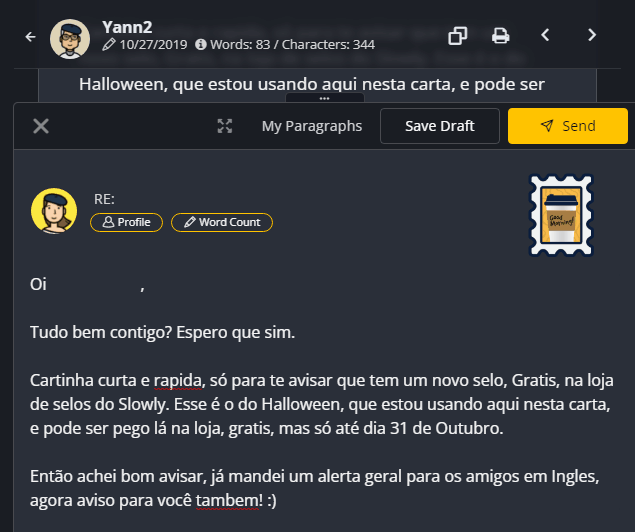 Yann2
10/27/2019 Words: 83 / Characters: 344
Halloween, que estou usando aqui nesta carta, e pode ser
My Paragraphs Save Draft Send
RE:
Profile Word Count
Good Morning!
Oi ,
Tudo bem contigo? Espero que sim.
Cartinha curta e rapida, só para te avisar que tem um novo selo, Gratis, na loja
de selos do Slowly. Esse é o do Halloween, que estou usando aqui nesta carta,
e pode ser pego lá na loja, gratis, mas só até dia 31 de Outubro.
Então achei bom avisar, já mandei um alerta geral para os amigos em Ingles,
agora aviso para você tambem! :)